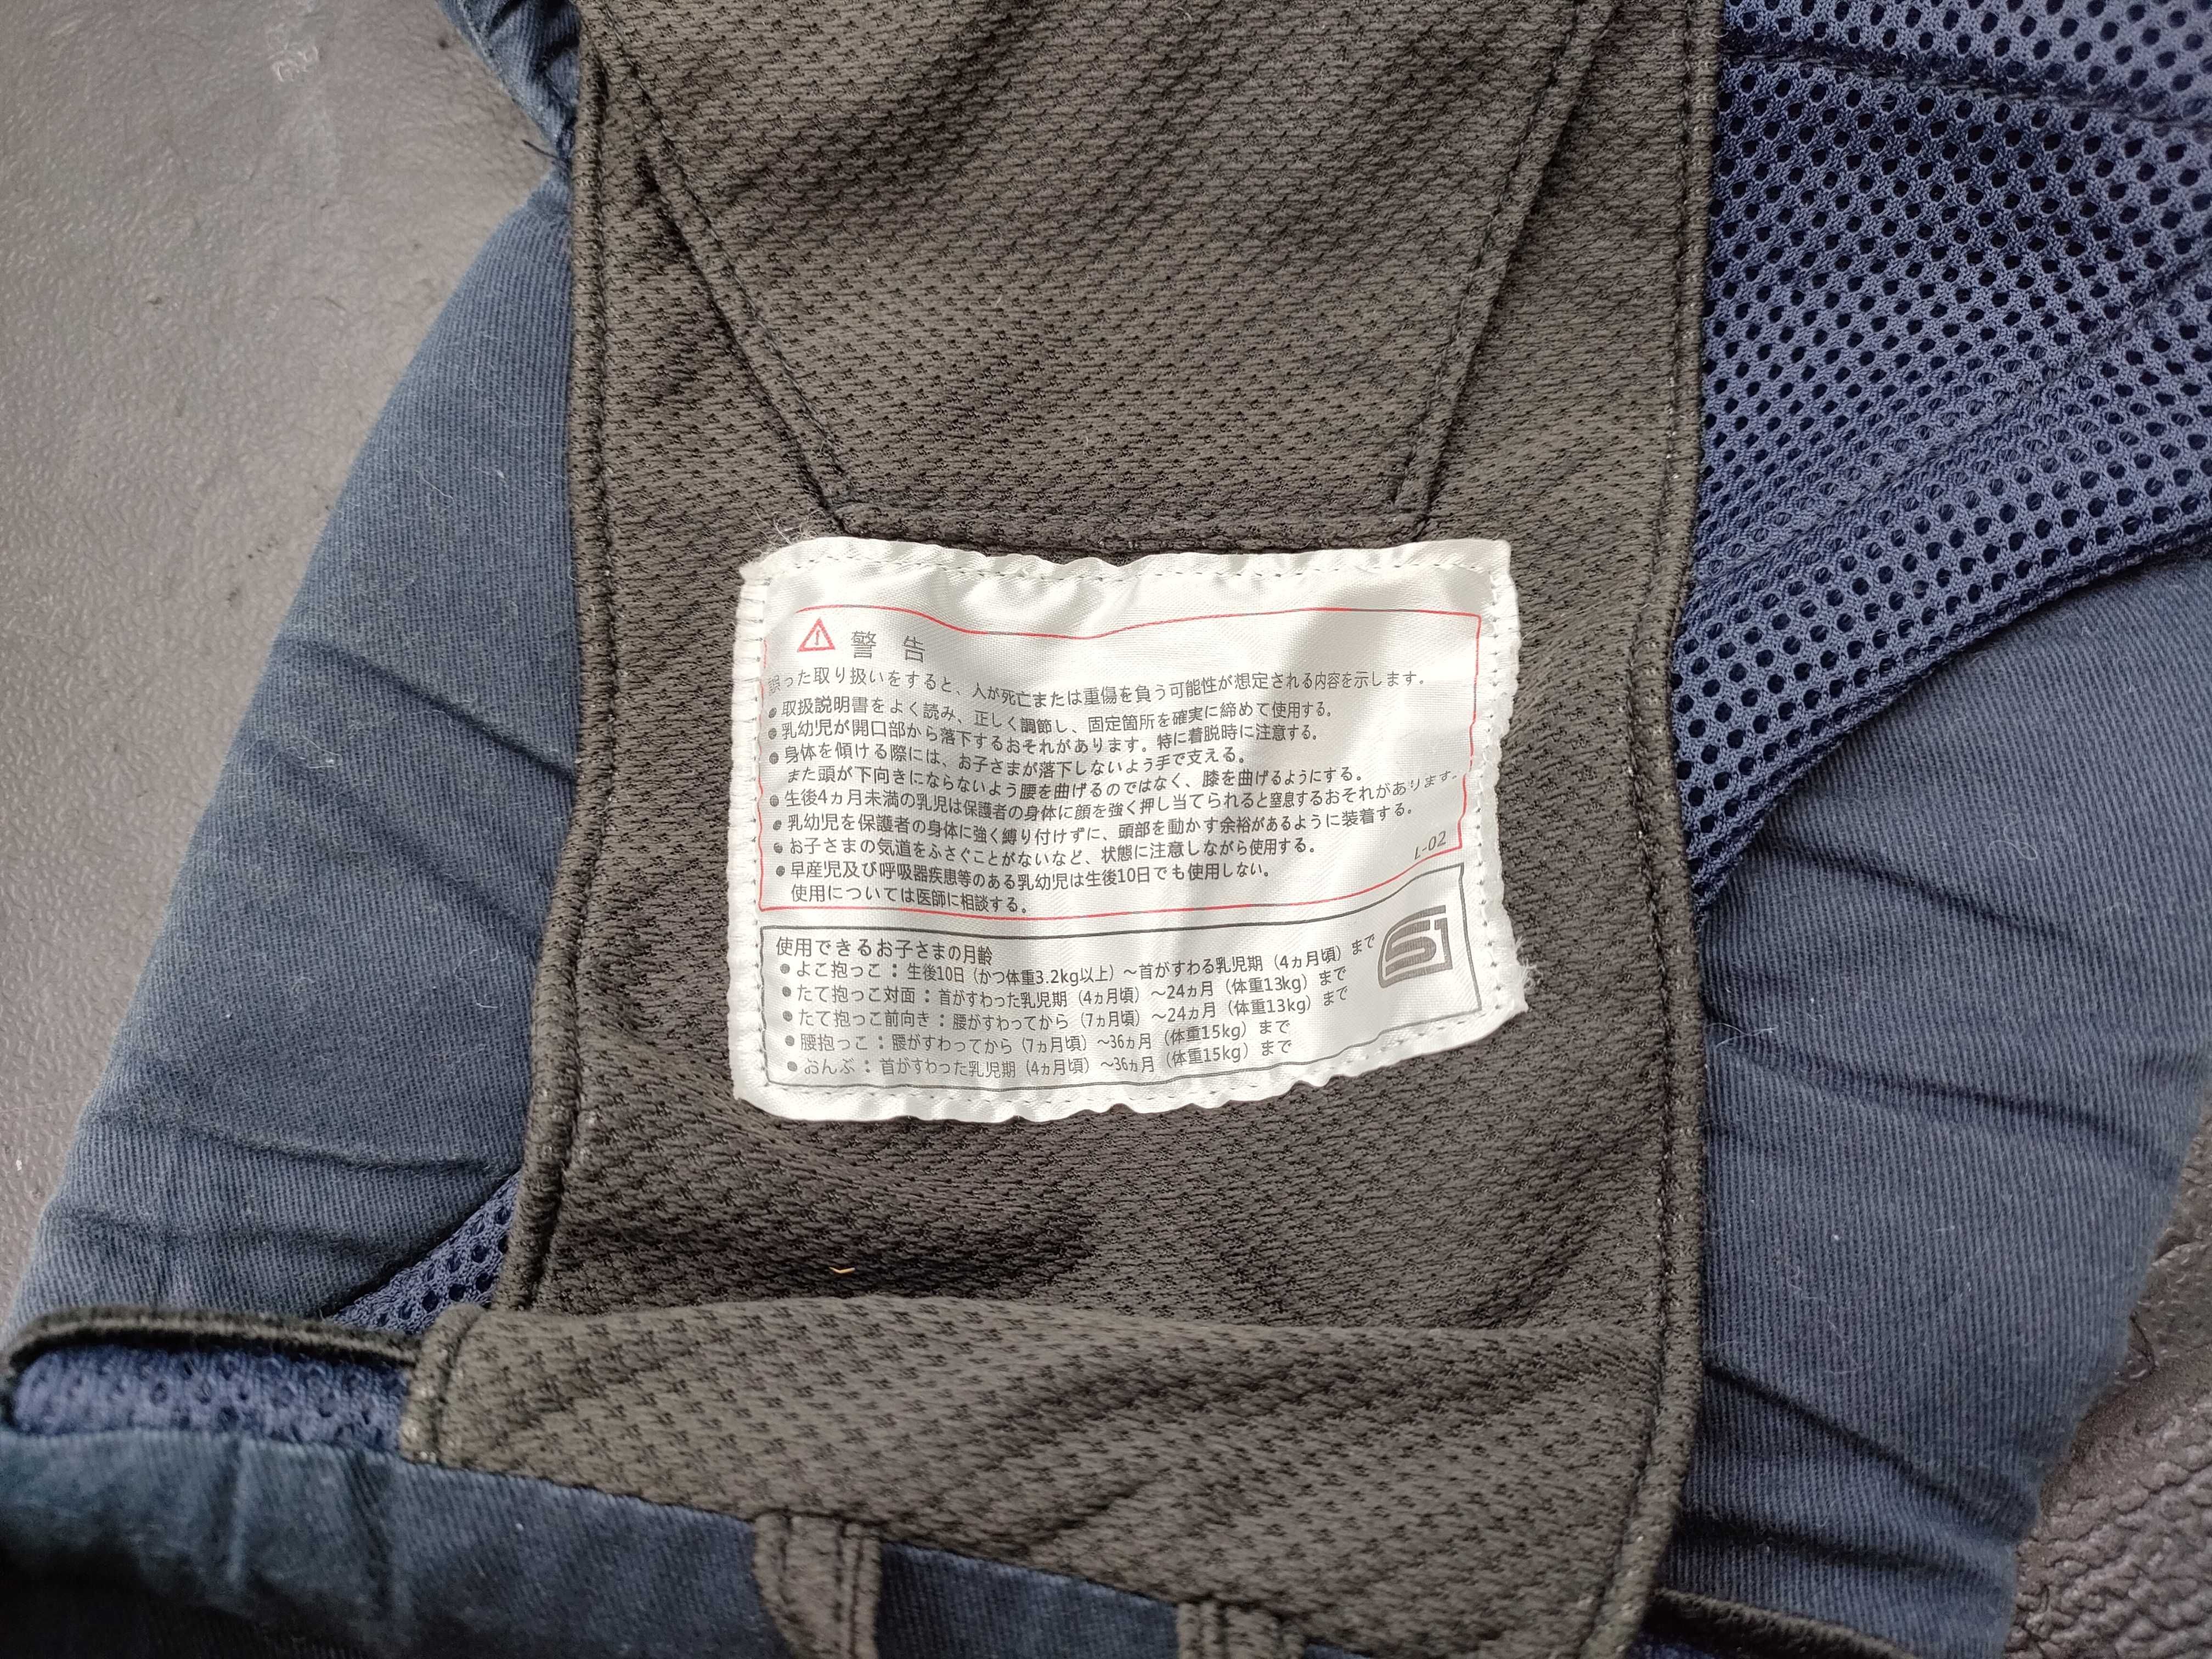 警告
誤った取り扱いをすると、人が死亡または重傷を負う可能性が想定される内容を示します。
●取扱説明書をよく読み、正しく調節し、固定箇所を確実に締めて使用する。
●乳幼児が開口部から落下するおそれがあります。特に着脱時に注意する。
●身体を傾ける際には、お子さまが落下しないよう手で支える。
また頭が下向きにならないよう腰を曲げるのではなく、膝を曲げるようにする。
●生後4ヵ月未満の乳児は保護者の身体に顔を強く押し当てられると窒息するおそれがあります。
●乳幼児を保護者の身体に強く縛り付けずに、頭部を動かす余裕があるように装着する。
●お子さまの気道をふさぐことがないなど、状態に注意しながら使用する。
●早産児及び呼吸器疾患等のある乳幼児は生後10日でも使用しない。
使用については医師に相談する。
L-02
使用できるお子さまの月齢
●よこ抱っこ：生後10日（かつ体重3.2kg以上）～首がすわる乳児期（4ヵ月頃）まで
●たて抱っこ対面：首がすわった乳児期（4ヵ月頃）～24ヵ月（体重13kg）まで
●たて抱っこ前向き：腰がすわってから（7ヵ月頃）～24ヵ月（体重13kg）まで
●腰抱っこ：腰がすわってから（7ヵ月頃）～36ヵ月（体重15kg）まで
●おんぶ：首がすわった乳児期（4ヵ月頃）～36ヵ月（体重15kg）まで